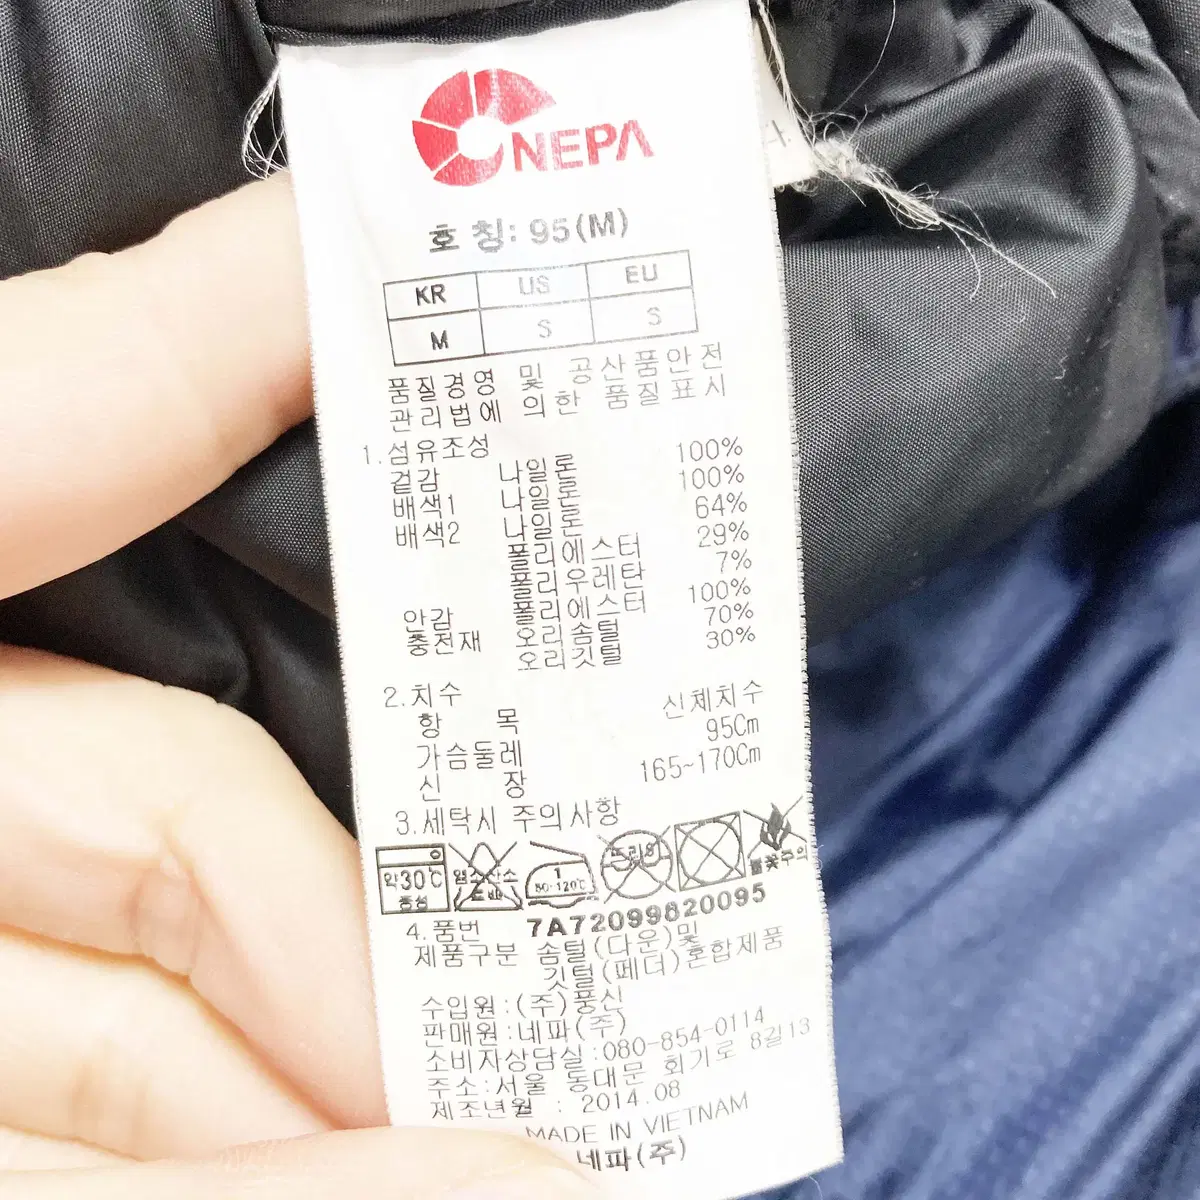 NEPA
호 칭: 95(M)
KR US EU
M S S
품질경영 및 공산품안전
관리법에 의한 품질표시
1.섬유조성
겉감 나일론 100%
배색1 나일론 100%
배색2 나일론 64%
폴리에스터 29%
폴리우레탄 7%
안감 폴리에스터 100%
충전재 오리솜털 70%
오리깃털 30%
2.치수
항 목 신체치수
가슴둘레 95Cm
신 장 165~170Cm
3.세탁시 주의사항
약30℃ 중성
염소산소표백
1 80-120℃
드라이
불꽃주의
4.품번 7A72099820095
제품구분 솜털(다운)및
깃털(페더)혼합제품
수입원:(주)풍신
판매원:네파(주)
소비자상담실:080-854-0114
주소:서울 동대문 회기로 8길13
제조년월 : 2014.08
MADE IN VIETNAM
네파(주)